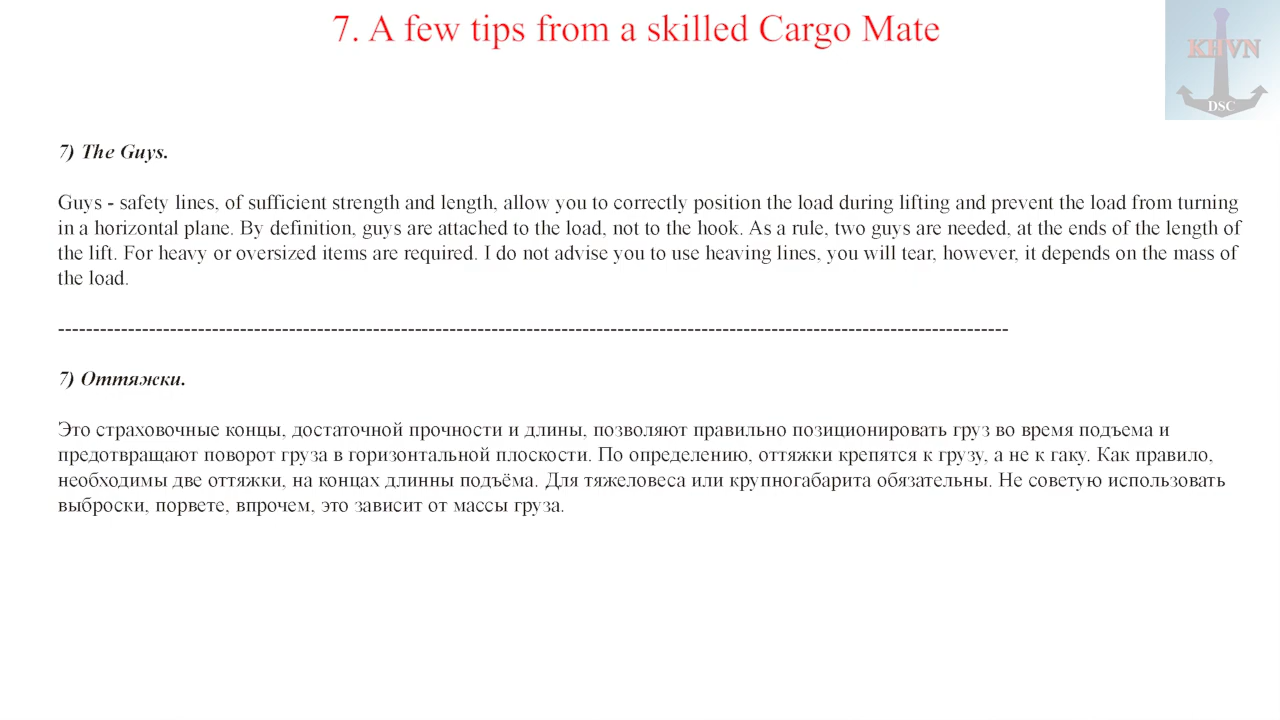 7. A few tips from a skilled Cargo Mate
KHVN
DSC
7) The Guys.
Guys - safety lines, of sufficient strength and length, allow you to correctly position the load during lifting and prevent the load from turning
in a horizontal plane. By definition, guys are attached to the load, not to the hook. As a rule, two guys are needed, at the ends of the length of
the lift. For heavy or oversized items are required. I do not advise you to use heaving lines, you will tear, however, it depends on the mass of
the load.
----------------------------------------------------------------------------------------------------------------------------------------
7) Оттяжки.
Это страховочные концы, достаточной прочности и длины, позволяют правильно позиционировать груз во время подъема и
предотвращают поворот груза в горизонтальной плоскости. По определению, оттяжки крепятся к грузу, а не к гаку. Как правило,
необходимы две оттяжки, на концах длинны подъёма. Для тяжеловеса или крупногабарита обязательны. Не советую использовать
выброски, порвете, впрочем, это зависит от массы груза.